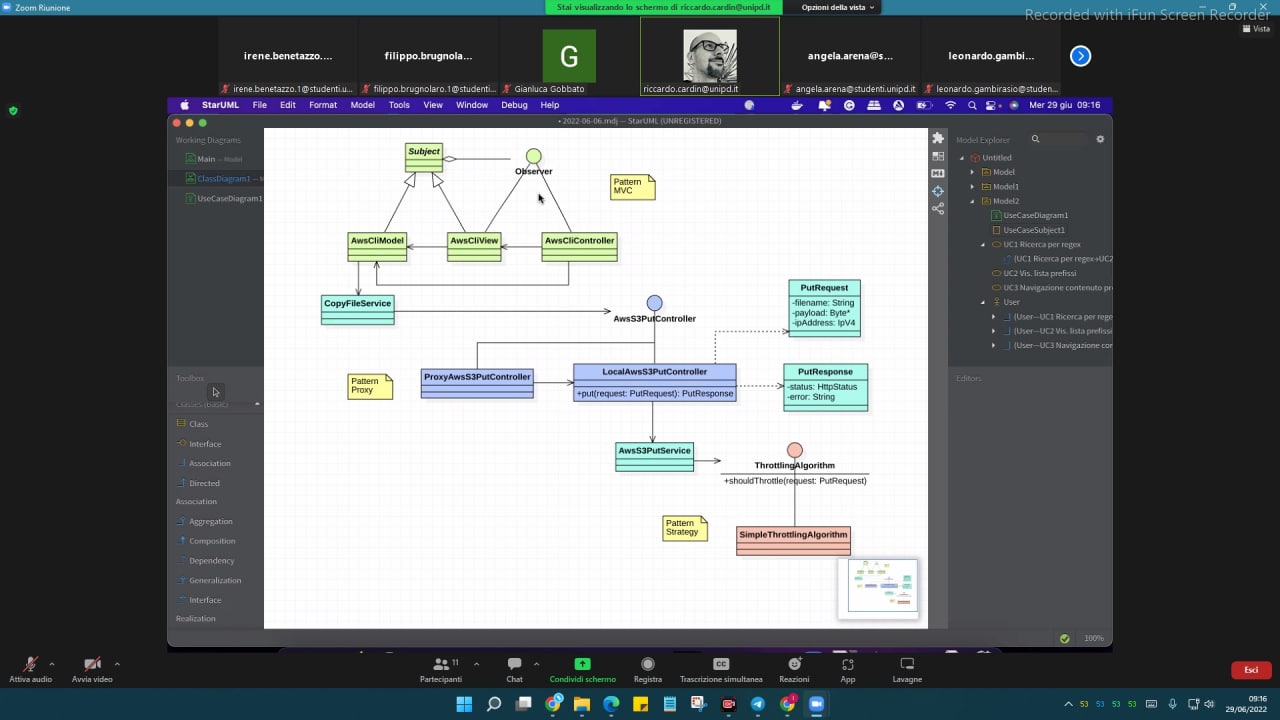 Zoom Riunione
Stai visualizzando lo schermo di riccardo.cardin@unipd.it
Opzioni della vista
Recorded with iFun Screen Recorder
Vista
irene.benetazzo....
filippo.brugnola...
G
angela.arena@s...
leonardo.gambi...
irene.benetazzo.1@studenti.u...
filippo.brugnolaro.1@studenti...
Gianluca Gobbato
riccardo.cardin@unipd.it
angela.arena@studenti.unipd.it
leonardo.gambirasio@studen...
StarUML File Edit Format Model Tools View Window Debug Help
Mer 29 giu 09:16
• 2022-06-06.mdj — StarUML (UNREGISTERED)
Working Diagrams
Main — Model
ClassDiagram1 —
UseCaseDiagram1
Toolbox
Classes (Basic)
Class
Interface
Association
Directed
Association
Aggregation
Composition
Dependency
Generalization
Interface
Realization
Subject
Observer
Pattern
MVC
AwsCliModel
AwsCliView
AwsCliController
CopyFileService
AwsS3PutController
PutRequest
-filename: String
-payload: Byte*
-ipAddress: IpV4
Pattern
Proxy
ProxyAwsS3PutController
LocalAwsS3PutController
+put(request: PutRequest): PutResponse
PutResponse
-status: HttpStatus
-error: String
AwsS3PutService
ThrottlingAlgorithm
+shouldThrottle(request: PutRequest)
Pattern
Strategy
SimpleThrottlingAlgorithm
Model Explorer
Untitled
Model
Model1
Model2
UseCaseDiagram1
UseCaseSubject1
UC1 Ricerca per regex
(UC1 Ricerca per regex→UC2
UC2 Vis. lista prefissi
UC3 Navigazione contenuto pr
User
(User—UC1 Ricerca per rege
(User—UC2 Vis. lista prefissi
(User—UC3 Navigazione cor
Editors
100%
Attiva audio
Avvia video
11
Partecipanti
Chat
Condividi schermo
Registra
CC
Trascrizione simultanea
Reazioni
App
Lavagne
Esci
53 53 53 53
09:16
29/06/2022